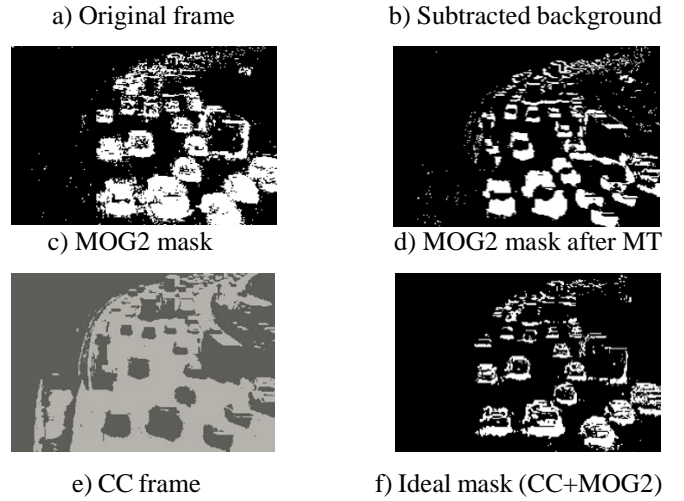 a) Original frame
b) Subtracted background
c) MOG2 mask
d) MOG2 mask after MT
e) CC frame
f) Ideal mask (CC+MOG2)